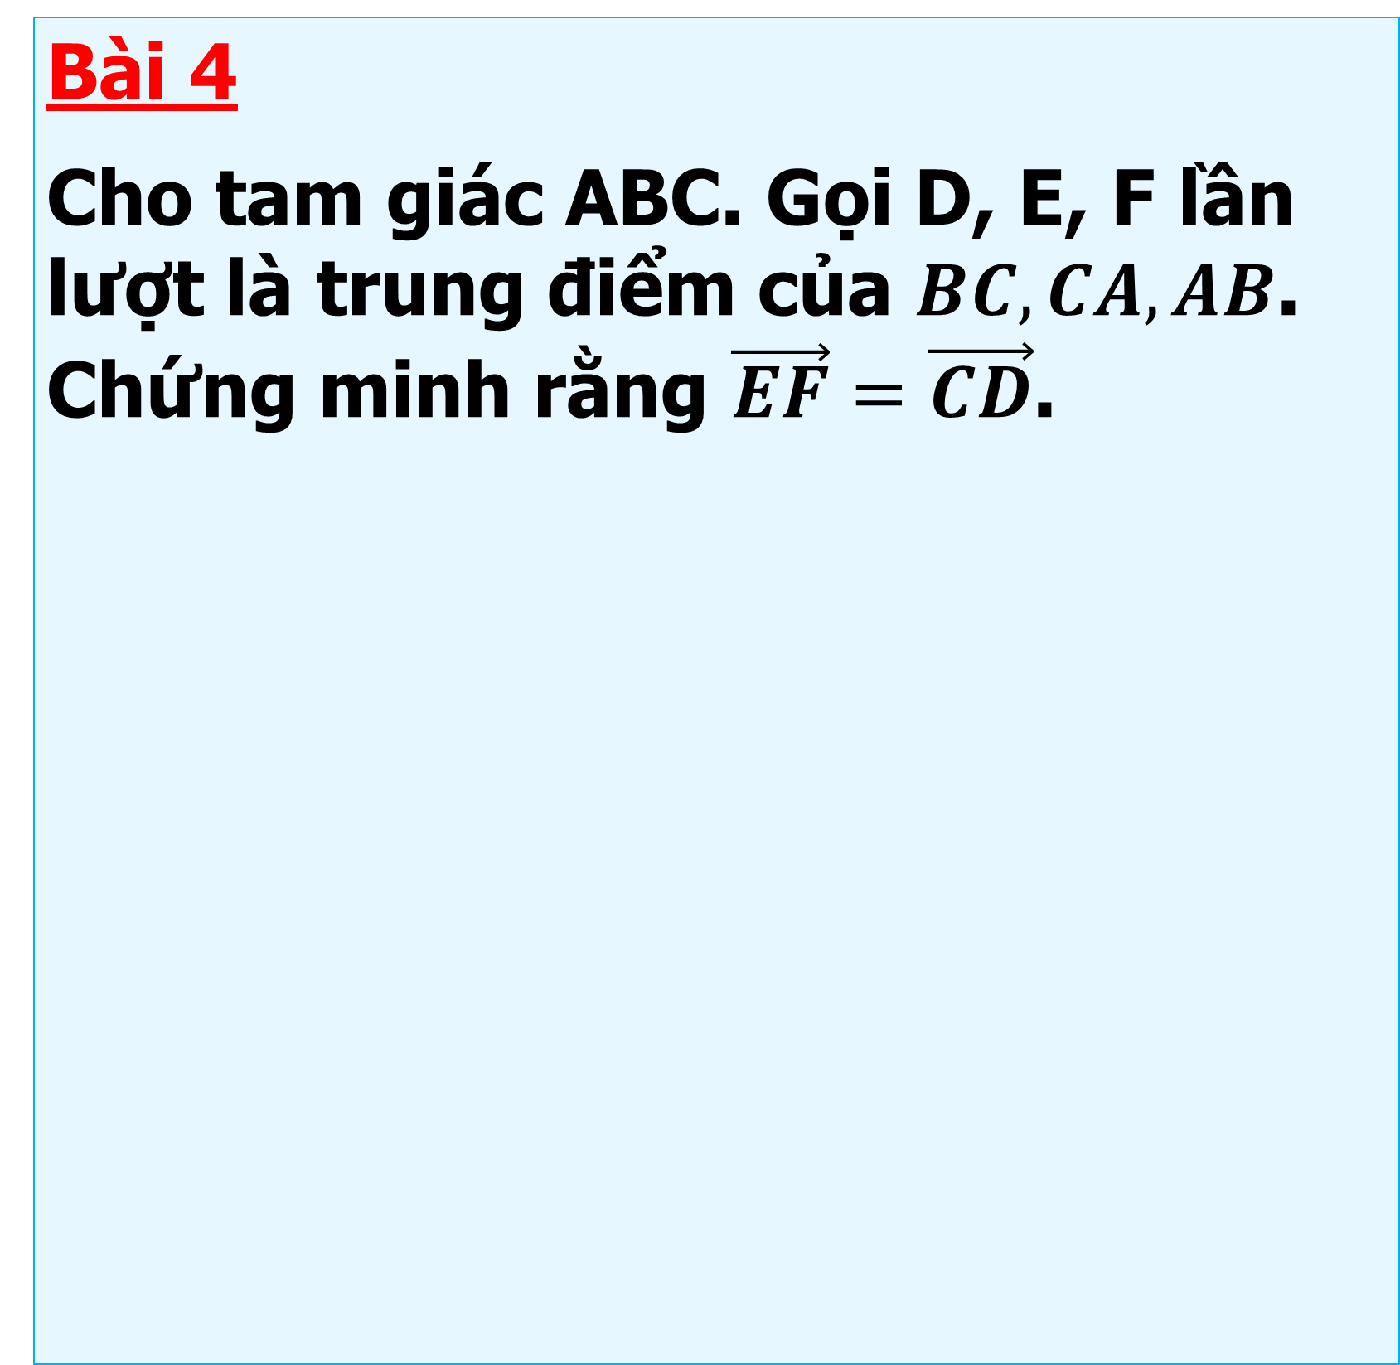 Bài 4
Cho tam giác ABC. Gọi D, E, F lần
lượt là trung điểm của BC, CA, AB.
Chứng minh rằng $\overrightarrow{EF} = \overrightarrow{CD}$.